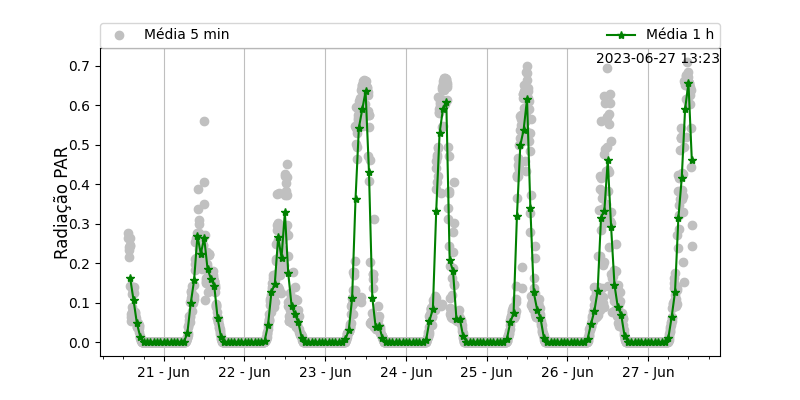 Média 5 min
Média 1 h
2023-06-27 13:23
Radiação PAR
0.7
0.6
0.5
0.4
0.3
0.2
0.1
0.0
21 - Jun
22 - Jun
23 - Jun
24 - Jun
25 - Jun
26 - Jun
27 - Jun